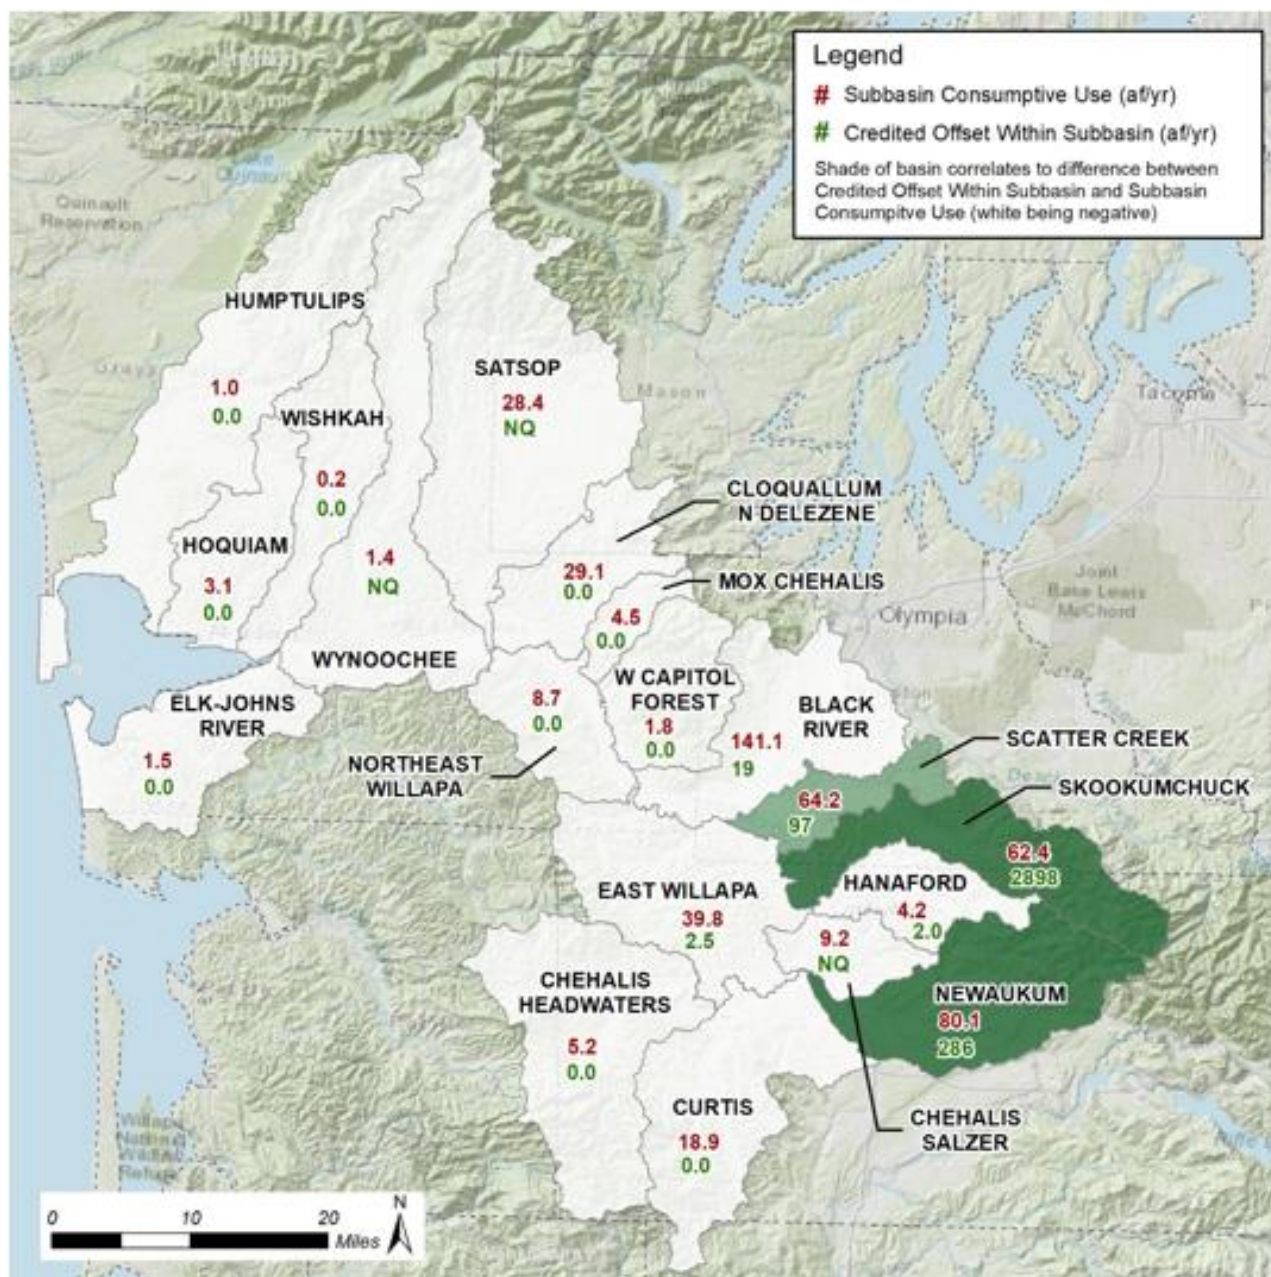 Legend
# Subbasin Consumptive Use (af/yr)
# Credited Offset Within Subbasin (af/yr)
Shade of basin correlates to difference between
Credited Offset Within Subbasin and Subbasin
Consumpitve Use (white being negative)
Quinault
Reservation
HUMPTULIPS
1.0
0.0
WISHKAH
0.2
0.0
HOQUIAM
3.1
0.0
SATSOP
28.4
NQ
Mason
Tacoma
CLOQUALLUM
N DELEZENE
29.1
0.0
1.4
NQ
WYNOOCHEE
MOX CHEHALIS
4.5
0.0
Joint
Base Lewis
McChord
Olympia
ELK-JOHNS
RIVER
1.5
0.0
8.7
0.0
NORTHEAST
WILLAPA
W CAPITOL
FOREST
1.8
0.0
BLACK
RIVER
141.1
19
SCATTER CREEK
64.2
97
SKOOKUMCHUCK
62.4
2898
EAST WILLAPA
39.8
2.5
HANAFORD
4.2
2.0
9.2
NQ
CHEHALIS
HEADWATERS
5.2
0.0
NEWAUKUM
80.1
286
CURTIS
18.9
0.0
CHEHALIS
SALZER
Willapa
National
Wildlife
Refuge
0 10 20
Miles
N